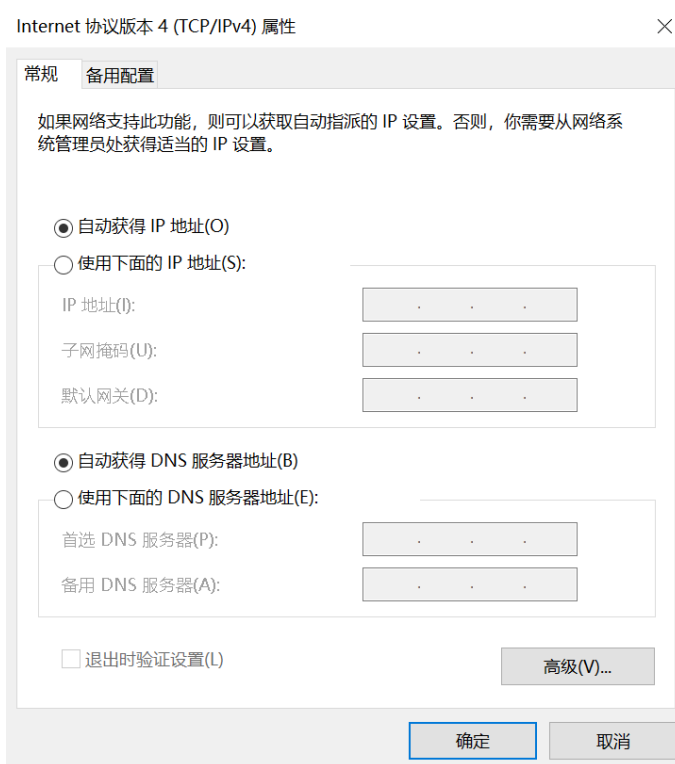 Internet 协议版本 4 (TCP/IPv4) 属性
常规 备用配置
如果网络支持此功能，则可以获取自动指派的 IP 设置。否则，你需要从网络系
统管理员处获得适当的 IP 设置。
自动获得 IP 地址(O)
使用下面的 IP 地址(S):
IP 地址(I):
子网掩码(U):
默认网关(D):
自动获得 DNS 服务器地址(B)
使用下面的 DNS 服务器地址(E):
首选 DNS 服务器(P):
备用 DNS 服务器(A):
退出时验证设置(L)
高级(V)...
确定 取消